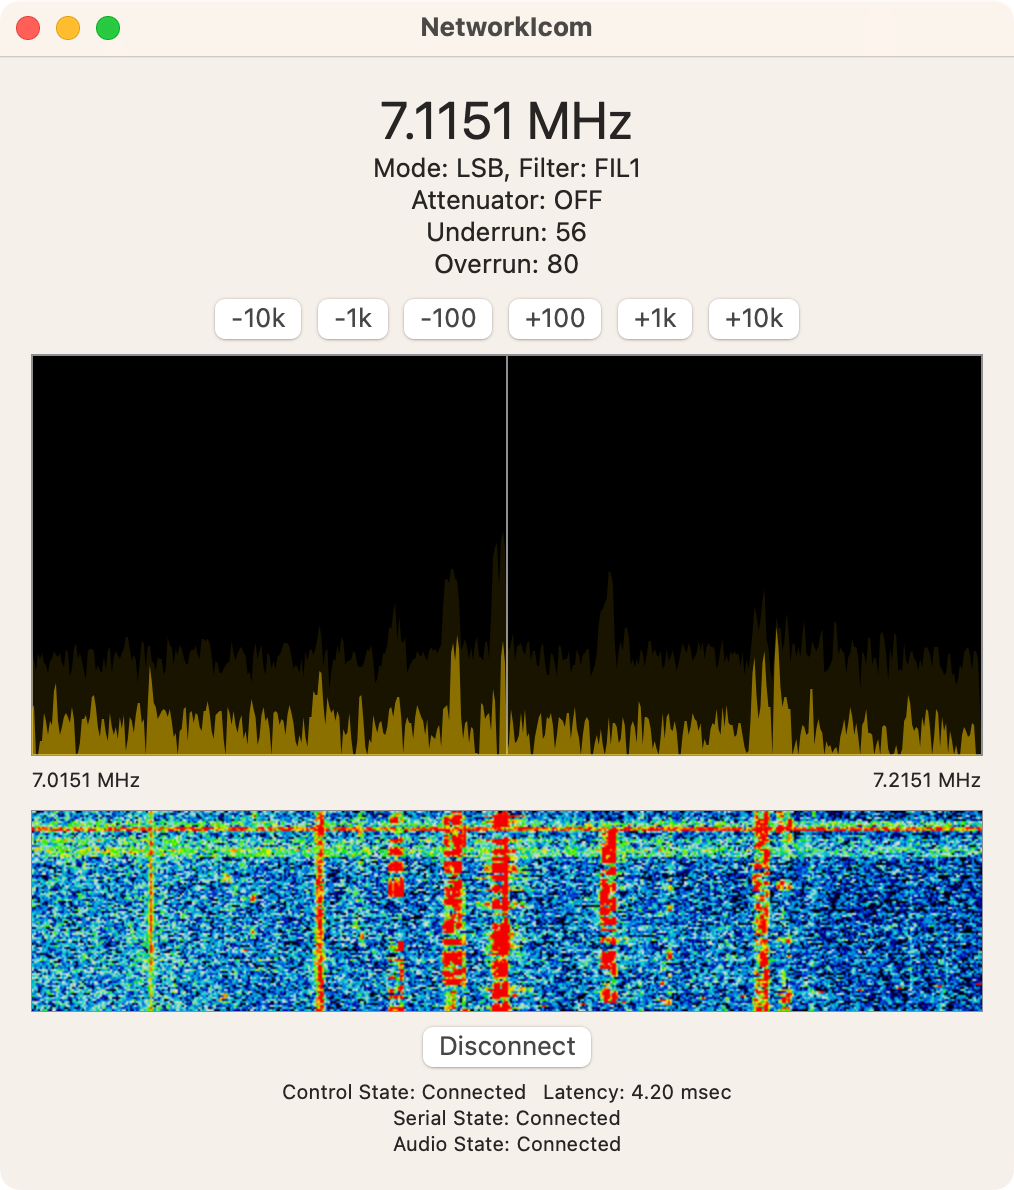 NetworkIcom
7.1151 MHz
Mode: LSB, Filter: FIL1
Attenuator: OFF
Underrun: 56
Overrun: 80
-10k -1k -100 +100 +1k +10k
7.0151 MHz 7.2151 MHz
Disconnect
Control State: Connected Latency: 4.20 msec
Serial State: Connected
Audio State: Connected